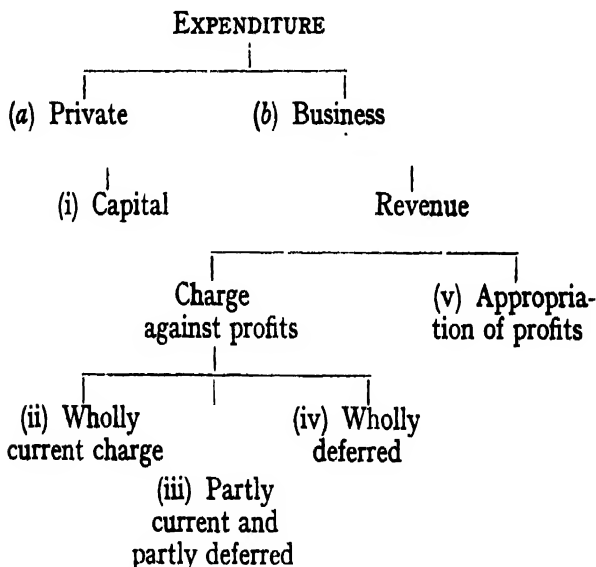 EXPENDITURE
(a) Private (b) Business
(i) Capital Revenue
Charge
against profits
(v) Appropria-
tion of profits
(ii) Wholly
current charge
(iv) Wholly
deferred
(iii) Partly
current and
partly deferred